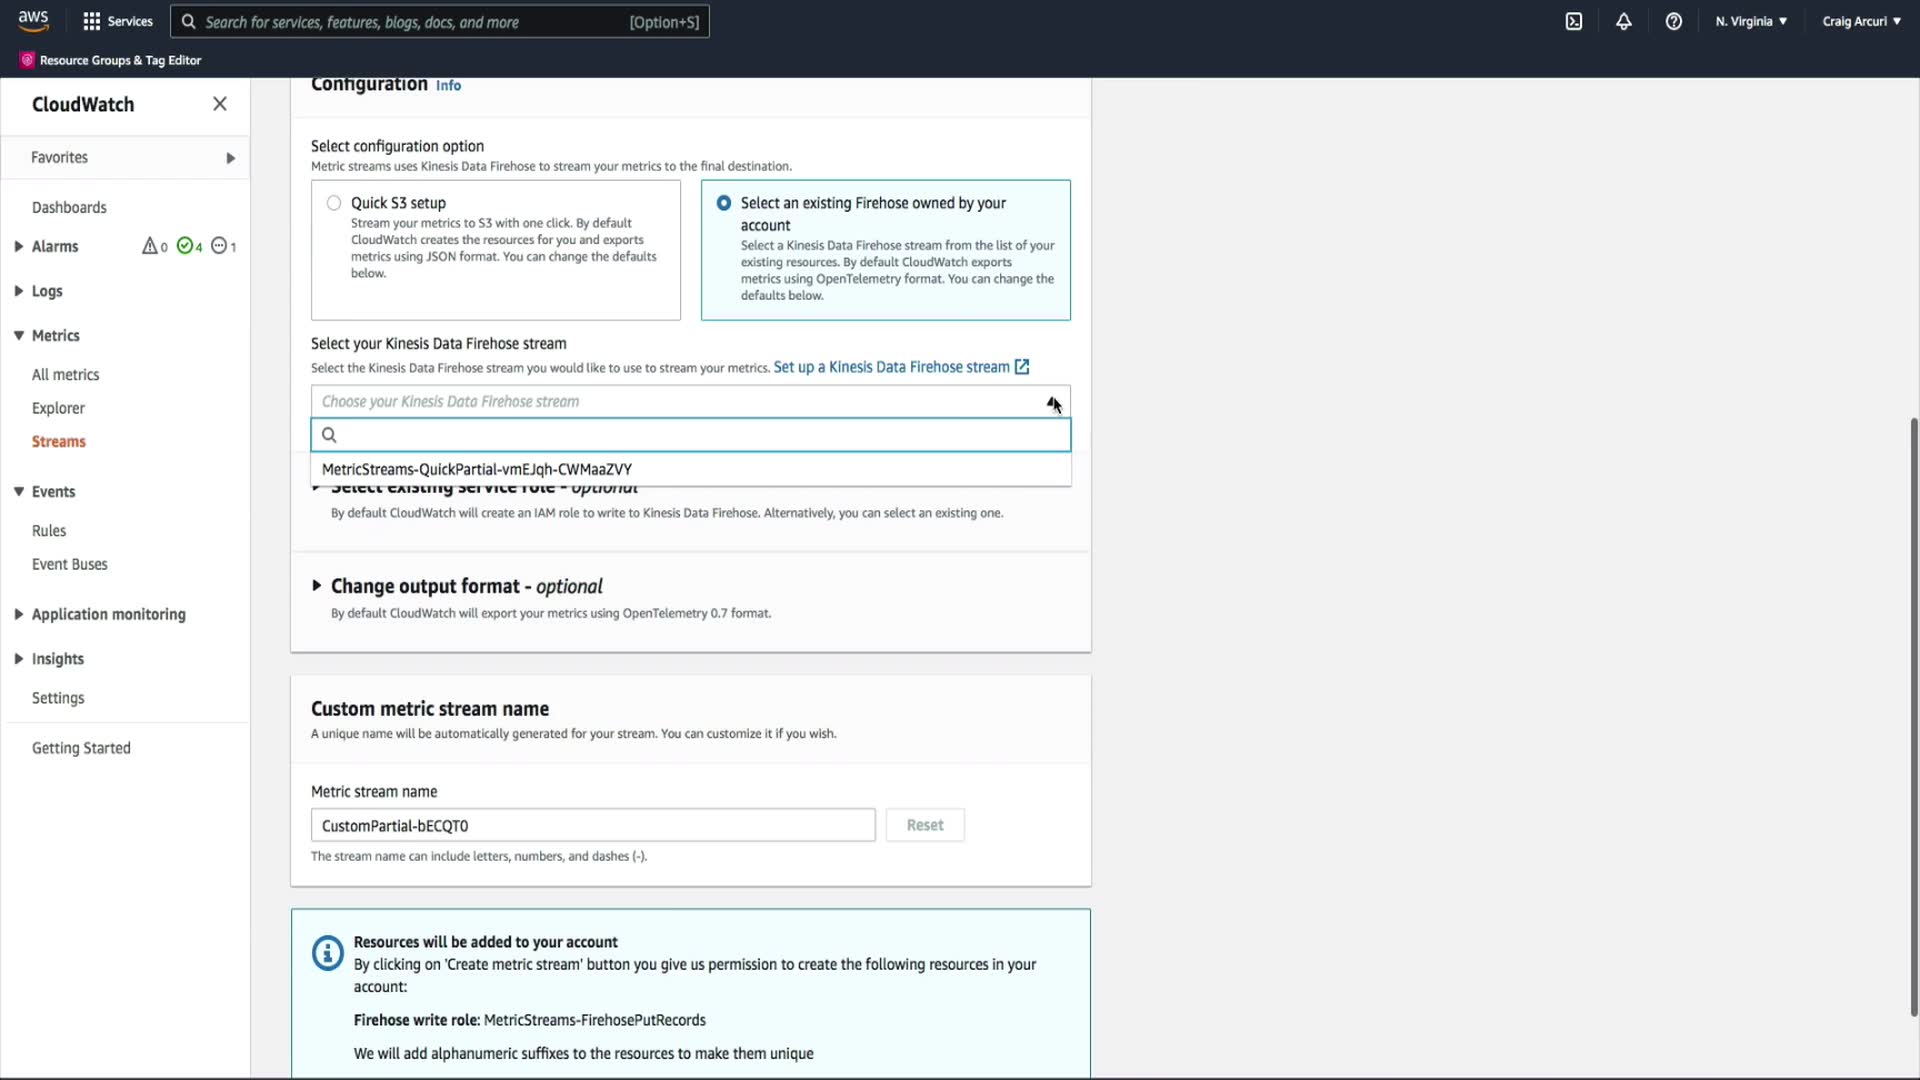 aws
Services
Search for services, features, blogs, docs, and more
[Option+S]
N. Virginia ▼
Craig Arcuri ▼
Resource Groups & Tag Editor
CloudWatch
Favorites
Dashboards
Alarms
0
4
1
Logs
Metrics
All metrics
Explorer
Streams
Events
Rules
Event Buses
Application monitoring
Insights
Settings
Getting Started
Configuration Info
Select configuration option
Metric streams uses Kinesis Data Firehose to stream your metrics to the final destination.
Quick S3 setup
Stream your metrics to S3 with one click. By default
CloudWatch creates the resources for you and exports
metrics using JSON format. You can change the defaults
below.
Select an existing Firehose owned by your
account
Select a Kinesis Data Firehose stream from the list of your
existing resources. By default CloudWatch exports
metrics using OpenTelemetry format. You can change the
defaults below.
Select your Kinesis Data Firehose stream
Select the Kinesis Data Firehose stream you would like to use to stream your metrics. Set up a Kinesis Data Firehose stream
Choose your Kinesis Data Firehose stream
MetricStreams-QuickPartial-vmEJqh-CWMaaZVY
Select existing service role - optional
By default CloudWatch will create an IAM role to write to Kinesis Data Firehose. Alternatively, you can select an existing one.
Change output format - optional
By default CloudWatch will export your metrics using OpenTelemetry 0.7 format.
Custom metric stream name
A unique name will be automatically generated for your stream. You can customize it if you wish.
Metric stream name
CustomPartial-bECQT0
Reset
The stream name can include letters, numbers, and dashes (-).
Resources will be added to your account
By clicking on 'Create metric stream' button you give us permission to create the following resources in your
account:
Firehose write role: MetricStreams-FirehosePutRecords
We will add alphanumeric suffixes to the resources to make them unique